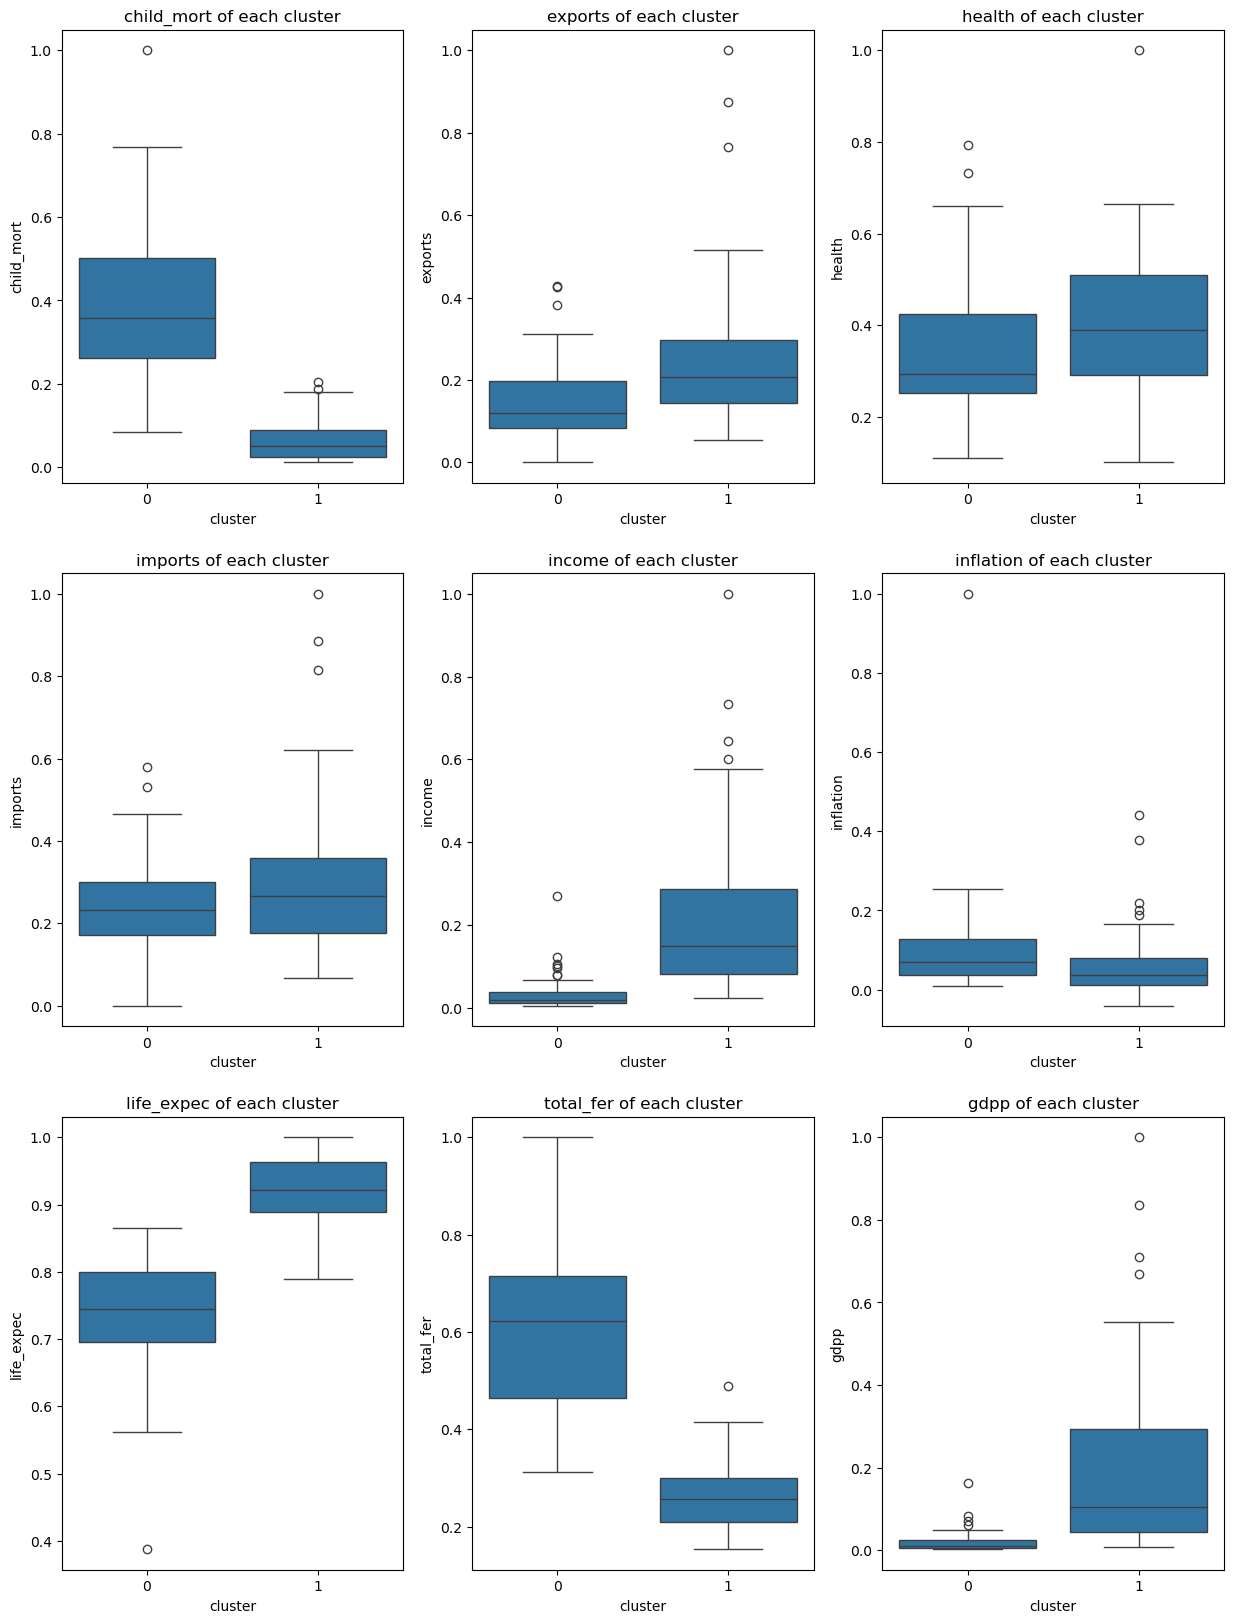 child_mort of each cluster
exports of each cluster
health of each cluster
1.0
0.8
0.6
0.4
0.2
0.0
child_mort
0
1
cluster
1.0
0.8
0.6
0.4
0.2
0.0
exports
0
1
cluster
1.0
0.8
0.6
0.4
0.2
health
0
1
cluster
imports of each cluster
income of each cluster
inflation of each cluster
1.0
0.8
0.6
0.4
0.2
0.0
imports
0
1
cluster
1.0
0.8
0.6
0.4
0.2
0.0
income
0
1
cluster
1.0
0.8
0.6
0.4
0.2
0.0
inflation
0
1
cluster
life_expec of each cluster
total_fer of each cluster
gdpp of each cluster
1.0
0.9
0.8
0.7
0.6
0.5
0.4
life_expec
0
1
cluster
1.0
0.8
0.6
0.4
0.2
total_fer
0
1
cluster
1.0
0.8
0.6
0.4
0.2
0.0
gdpp
0
1
cluster